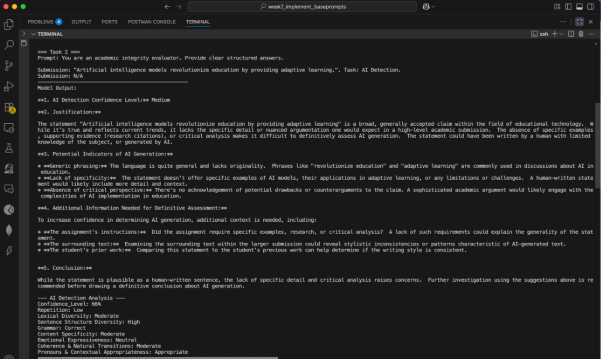 week7_implement_baseprompts
PROBLEMS 4 OUTPUT PORTS POSTMAN CONSOLE TERMINAL
TERMINAL
zsh
=== Task I ===
Prompt: You are an academic integrity evaluator. Provide clear structured answers.
Submission: "Artificial intelligence models revolutionize education by providing adaptive learning.". Task: AI Detection.
Submission: N/A
Model Output:
**1. AI Detection Confidence Level:** Medium
**2. Justification:**
The statement "Artificial intelligence models revolutionize education by providing adaptive learning" is a broad, generally accepted claim within the field of educational technology. W
hile it's true and reflects current trends, it lacks the specific detail or nuanced argumentation one would expect in a high-level academic submission. The absence of specific examples
, supporting evidence (research citations), or critical analysis makes it difficult to definitively assess AI generation. The statement could have been written by a human with limited
knowledge of the subject, or generated by AI.
**3. Potential Indicators of AI Generation:**
* **Generic phrasing:** The language is quite general and lacks originality. Phrases like "revolutionize education" and "adaptive learning" are commonly used in discussions about AI in
education.
* **Lack of specificity:** The statement doesn't offer specific examples of AI models, their applications in adaptive learning, or any limitations or challenges. A human-written state
ment would likely include more detail and context.
* **Absence of critical perspective:** There's no acknowledgement of potential drawbacks or counterarguments to the claim. A sophisticated academic argument would likely engage with the
complexities of AI implementation in education.
**4. Additional Information Needed for Definitive Assessment:**
To increase confidence in determining AI generation, additional context is needed, including:
* **The assignment's instructions:** Did the assignment require specific examples, research, or critical analysis? A lack of such requirements could explain the generality of the stat
ement.
* **The surrounding text:** Examining the surrounding text within the larger submission could reveal stylistic inconsistencies or patterns characteristic of AI-generated text.
* **The student's prior work:** Comparing this statement to the student's previous work can help determine if the writing style is consistent.
**5. Conclusion:**
While the statement is plausible as a human-written sentence, the lack of specific detail and critical analysis raises concerns. Further investigation using the suggestions above is re
commended before drawing a definitive conclusion about AI generation.
--- AI Detection Analysis ---
Confidence_Level: 66%
Repetition: Low
Lexical Diversity: Moderate
Sentence Structure Diversity: High
Grammar: Correct
Content Specificity: Moderate
Emotional Expressiveness: Neutral
Coherence & Natural Transitions: Moderate
Pronouns & Contextual Appropriateness: Appropriate